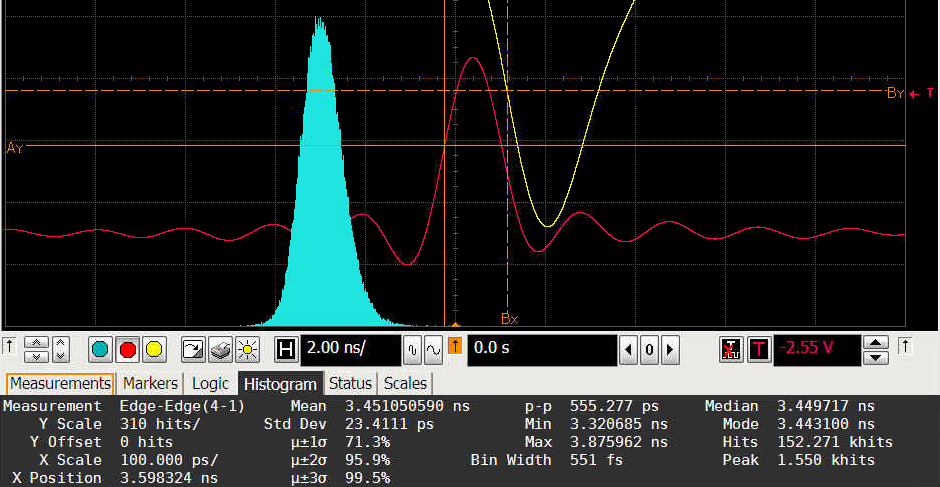 BY T
AY
BX
H 2.00 ns/ 0.0 s 0 T -2.55 V
Measurements Markers Logic Histogram Status Scales
Measurement Edge-Edge(4-1) Mean 3.451050590 ns p-p 555.277 ps Median 3.449717 ns
Y Scale 310 hits/ Std Dev 23.4111 ps Min 3.320685 ns Mode 3.443100 ns
Y Offset 0 hits μ±1σ 71.3% Max 3.875962 ns Hits 152.271 khits
X Scale 100.000 ps/ μ±2σ 95.9% Bin Width 551 fs Peak 1.550 khits
X Position 3.598324 ns μ±3σ 99.5%